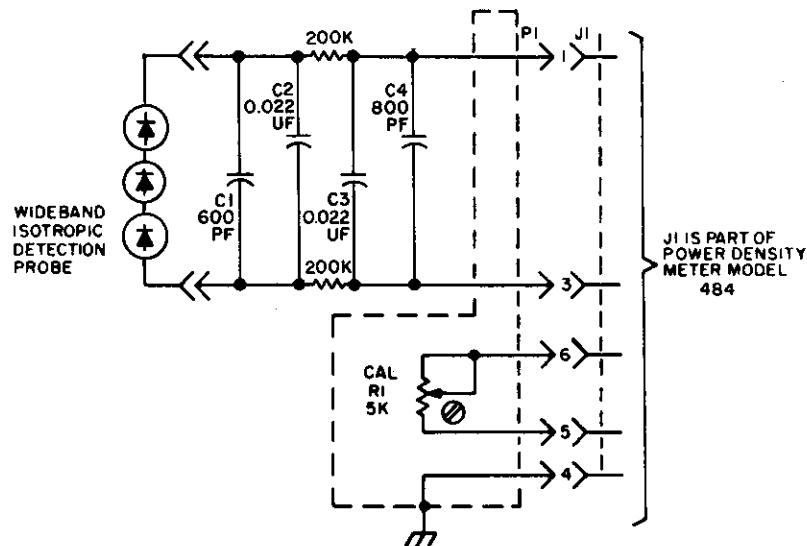 200K
P1
J1
C2
0.022
UF
C4
800
PF
1
WIDEBAND
ISOTROPIC
DETECTION
PROBE
C1
600
PF
C3
0.022
UF
200K
3
J1 IS PART OF
POWER DENSITY
METER MODEL
484
CAL
R1
5K
6
5
4